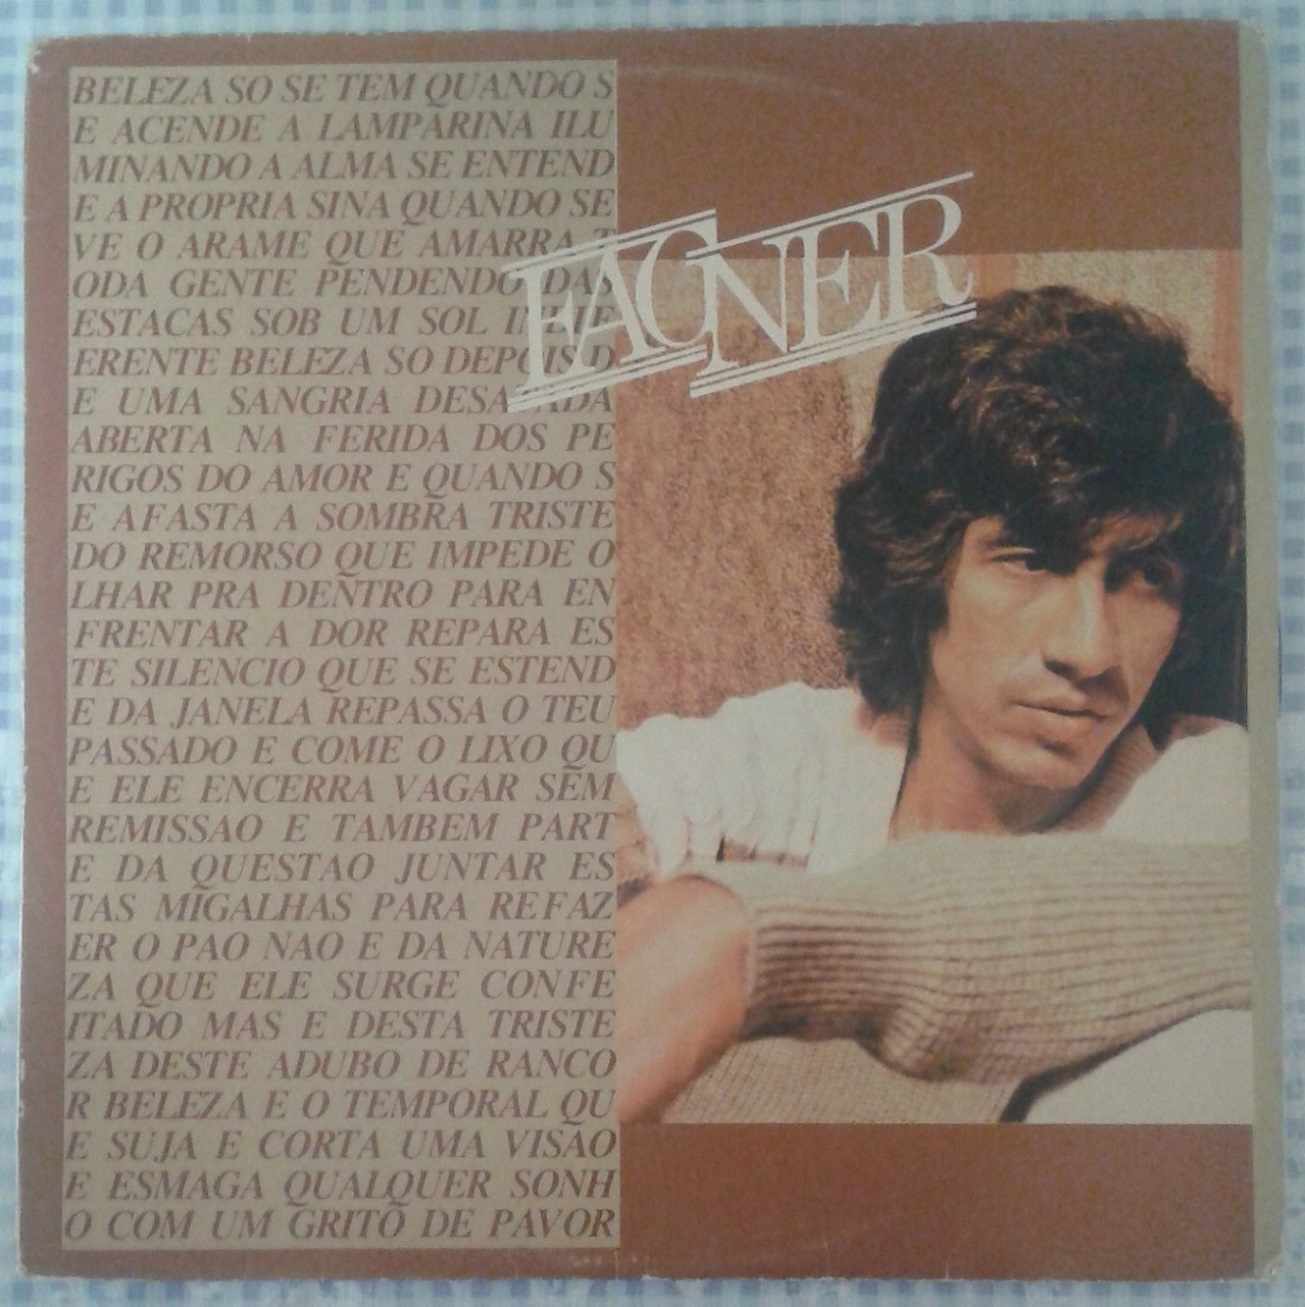 BELEZA SO SE TEM QUANDO S
E ACENDE A LAMPARINA ILU
MINANDO A ALMA SE ENTEND
E A PROPRIA SINA QUANDO SE
VE O ARAME QUE AMARRA T
ODA GENTE PENDENDO DAS
ESTACAS SOB UM SOL INDIF
ERENTE BELEZA SO DEPOIS D
E UMA SANGRIA DESATADA
ABERTA NA FERIDA DOS PE
RIGOS DO AMOR E QUANDO S
E AFASTA A SOMBRA TRISTE
DO REMORSO QUE IMPEDE O
LHAR PRA DENTRO PARA EN
FRENTAR A DOR REPARA ES
TE SILENCIO QUE SE ESTEND
E DA JANELA REPASSA O TEU
PASSADO E COME O LIXO QU
E ELE ENCERRA VAGAR SEM
REMISSAO E TAMBEM PART
E DA QUESTAO JUNTAR ES
TAS MIGALHAS PARA REFAZ
ER O PAO NAO E DA NATURE
ZA QUE ELE SURGE CONFE
ITADO MAS E DESTA TRISTE
ZA DESTE ADUBO DE RANCO
R BELEZA E O TEMPORAL QU
E SUJA E CORTA UMA VISAO
E ESMAGA QUALQUER SONH
O COM UM GRITO DE PAVOR
FAGNER